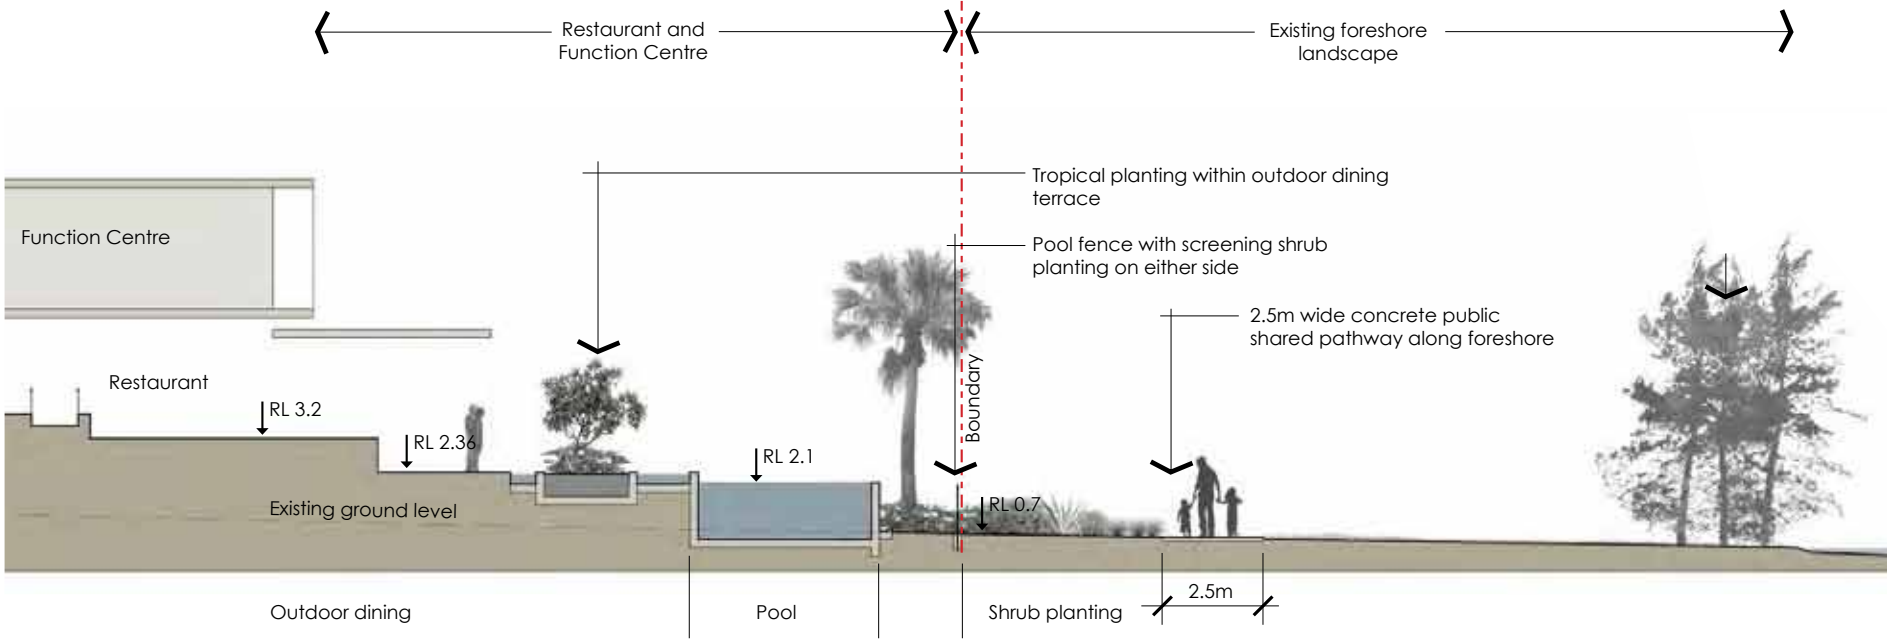 Restaurant and
Function Centre
Existing foreshore
landscape
Tropical planting within outdoor dining
terrace
Function Centre
Pool fence with screening shrub
planting on either side
2.5m wide concrete public
shared pathway along foreshore
Boundary
Restaurant
RL 3.2
RL 2.36
RL 2.1
RL 0.7
Existing ground level
Outdoor dining
Pool
Shrub planting
2.5m